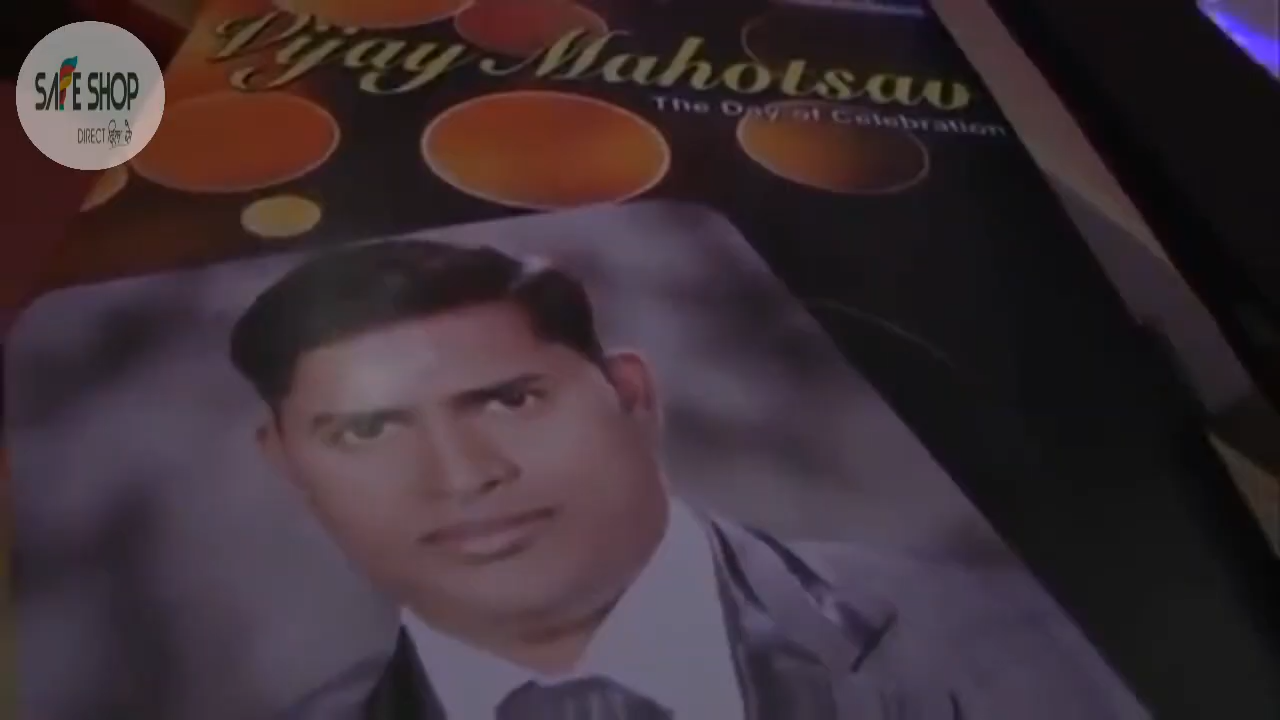 SAFE SHOP
DIRECT दिल से
Vijay Mahotsav
The Day of Celebration